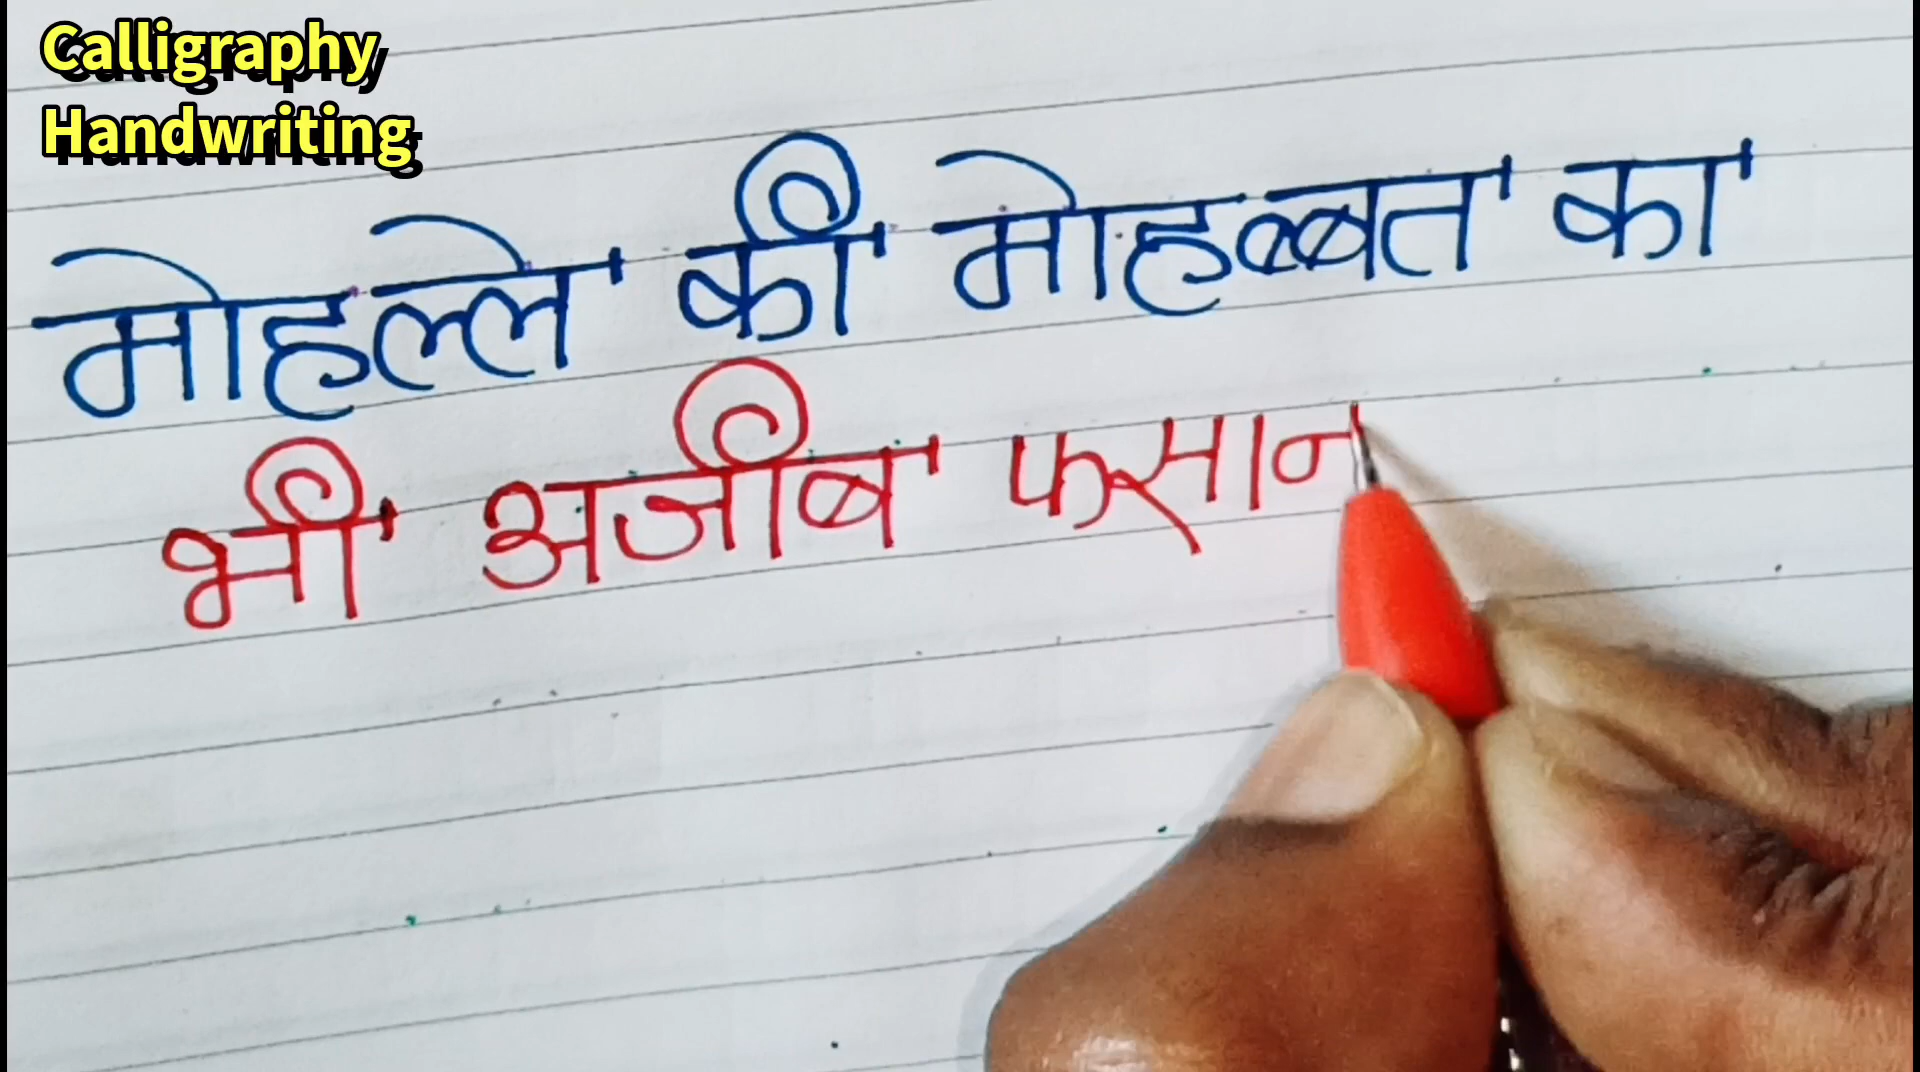 Calligraphy
Handwriting
मोहल्ले की मोहब्बत का
भी अजीब फसान